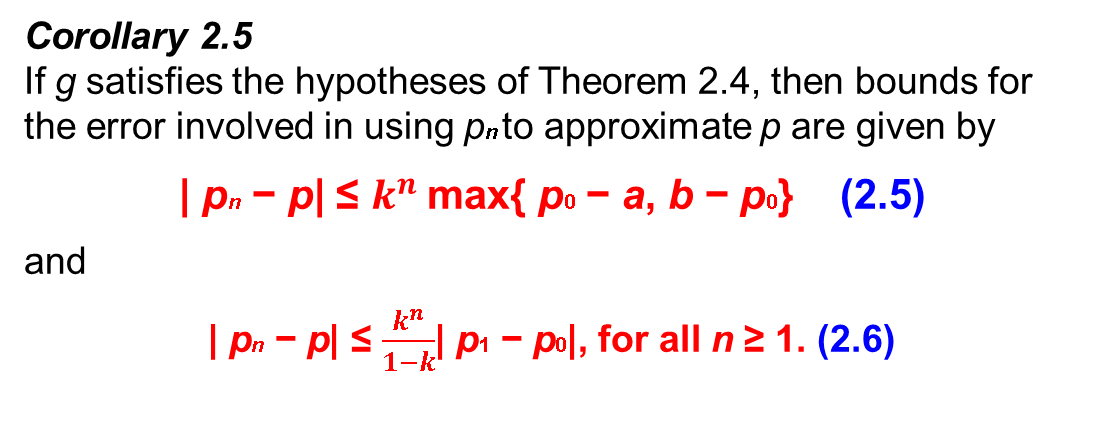 Corollary 2.5
If g satisfies the hypotheses of Theorem 2.4, then bounds for
the error involved in using pₙ to approximate p are given by
| pₙ − p| ≤ kⁿ max{ p₀ − a, b − p₀} (2.5)
and
| pₙ − p| ≤ \frac{kⁿ}{1−k}| p₁ − p₀|, for all n ≥ 1. (2.6)